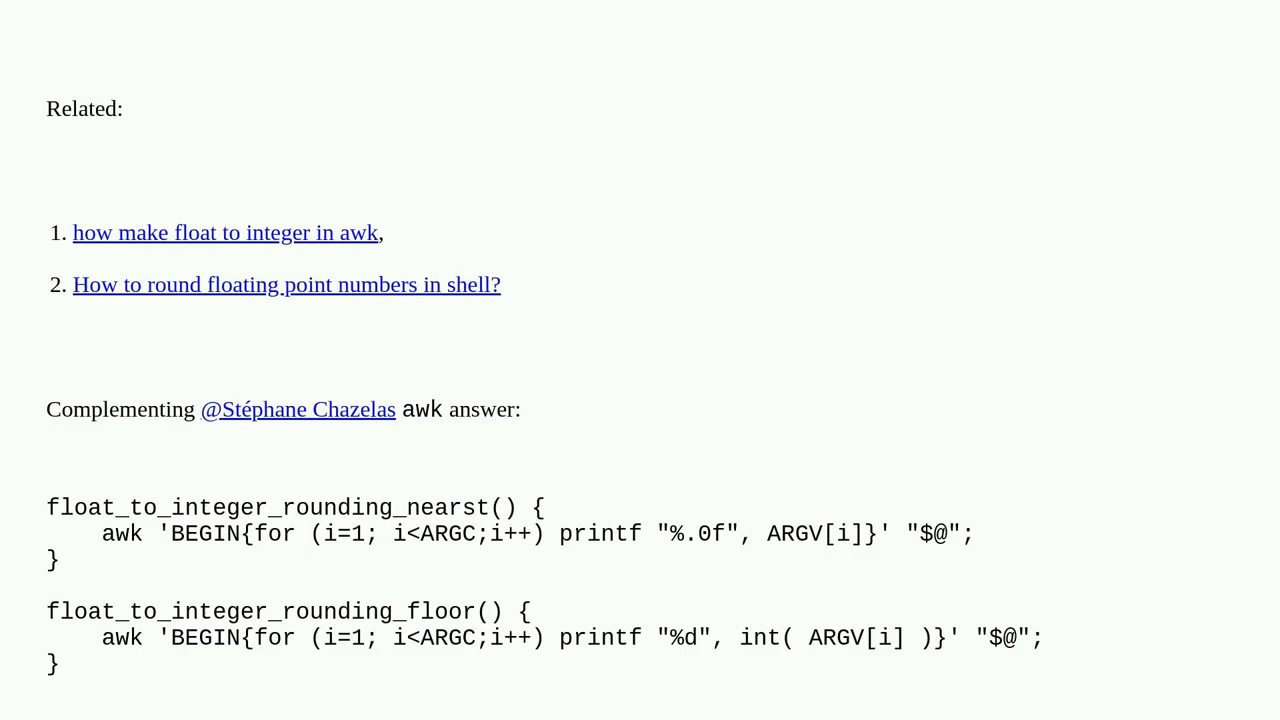 Related:
1. how make float to integer in awk,
2. How to round floating point numbers in shell?
Complementing @Stéphane Chazelas awk answer:
float_to_integer_rounding_nearst() {
    awk 'BEGIN{for (i=1; i<ARGC;i++) printf "%.0f", ARGV[i]}' "$@";
}
float_to_integer_rounding_floor() {
    awk 'BEGIN{for (i=1; i<ARGC;i++) printf "%d", int( ARGV[i] )}' "$@";
}